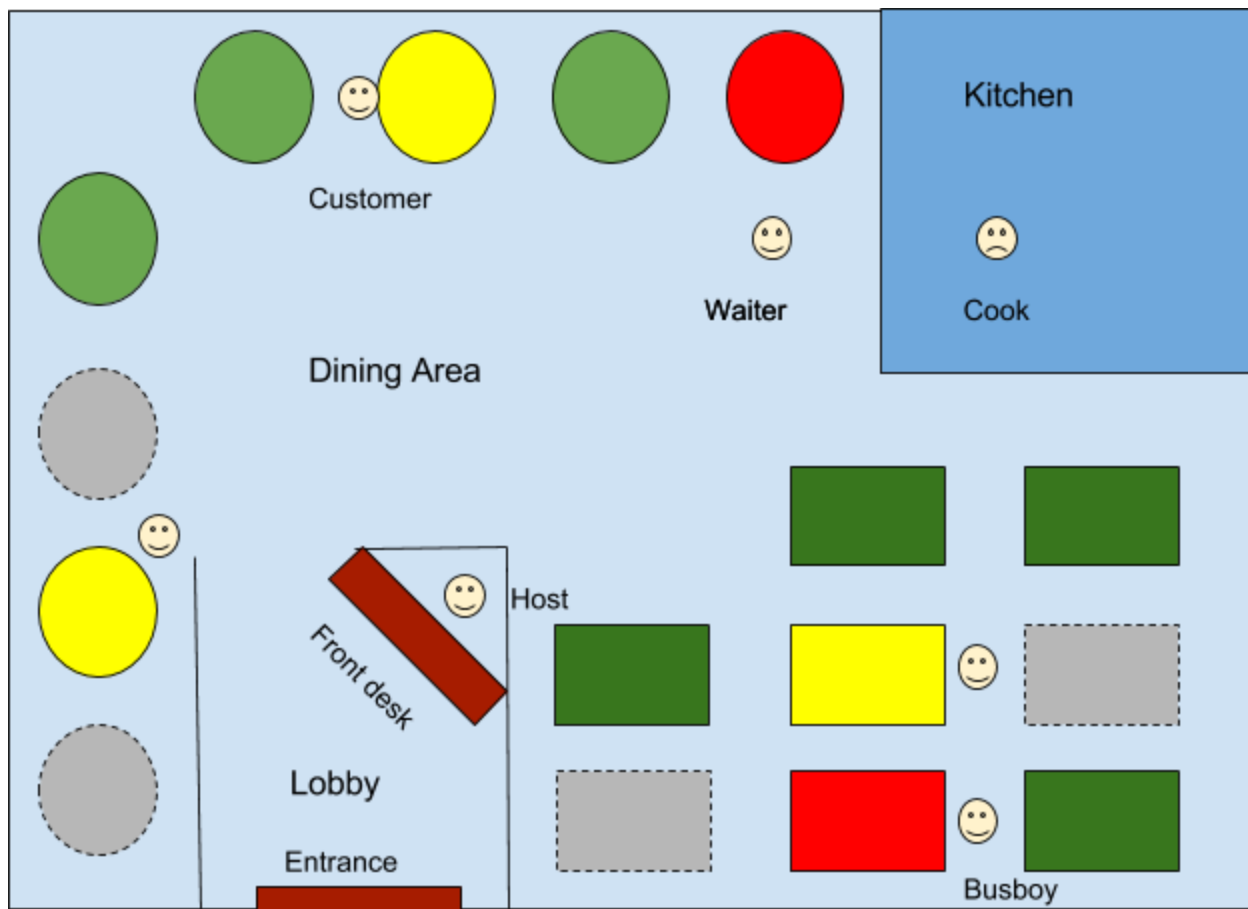 Kitchen
Customer
Waiter
Cook
Dining Area
Host
Front desk
Lobby
Entrance
Busboy